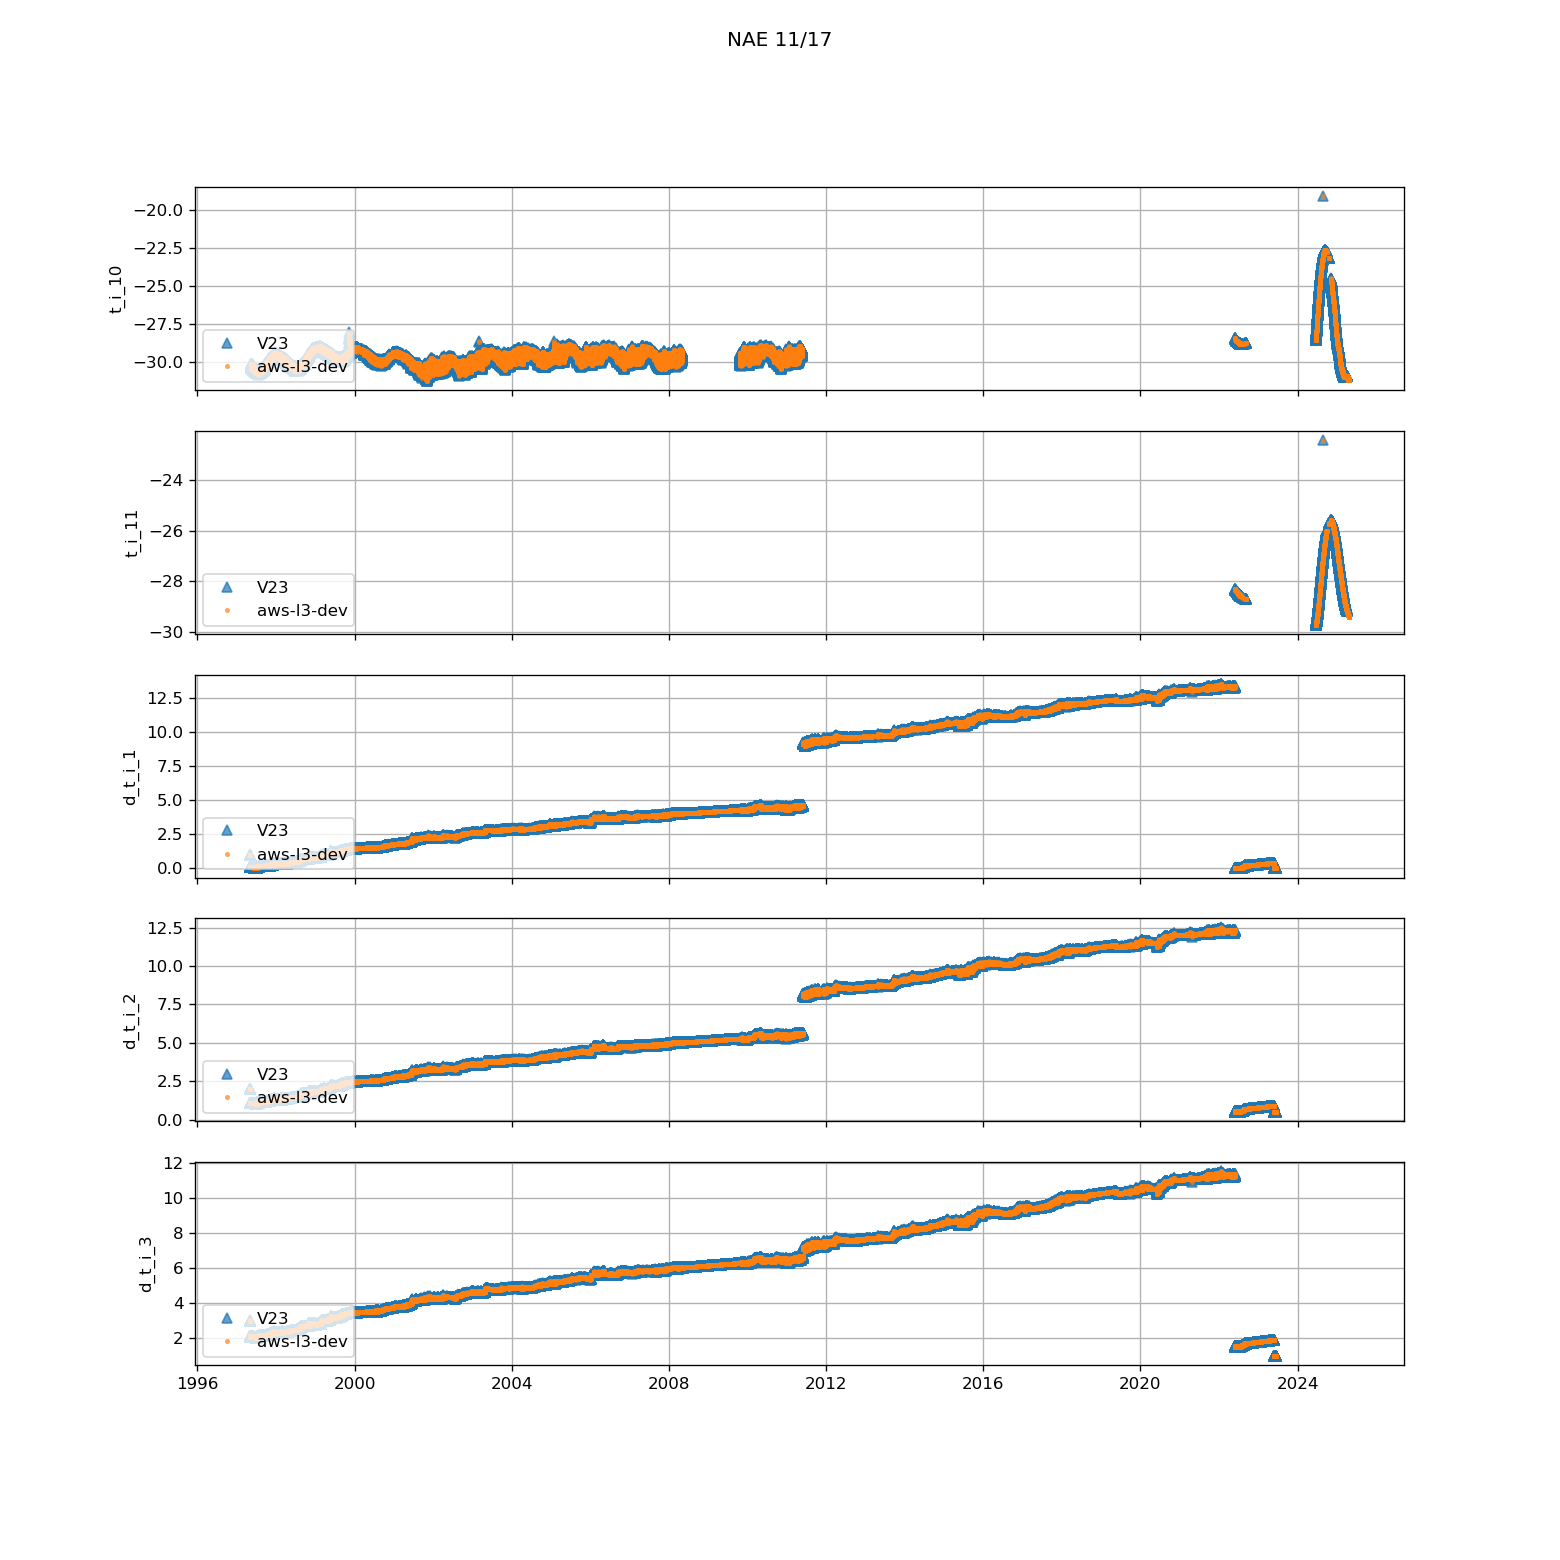 NAE 11/17
t_i_10
−20.0
−22.5
−25.0
−27.5
−30.0
V23
aws-l3-dev
t_i_11
−24
−26
−28
−30
V23
aws-l3-dev
d_t_i_1
12.5
10.0
7.5
5.0
2.5
0.0
V23
aws-l3-dev
d_t_i_2
12.5
10.0
7.5
5.0
2.5
0.0
V23
aws-l3-dev
d_t_i_3
12
10
8
6
4
2
V23
aws-l3-dev
1996 2000 2004 2008 2012 2016 2020 2024